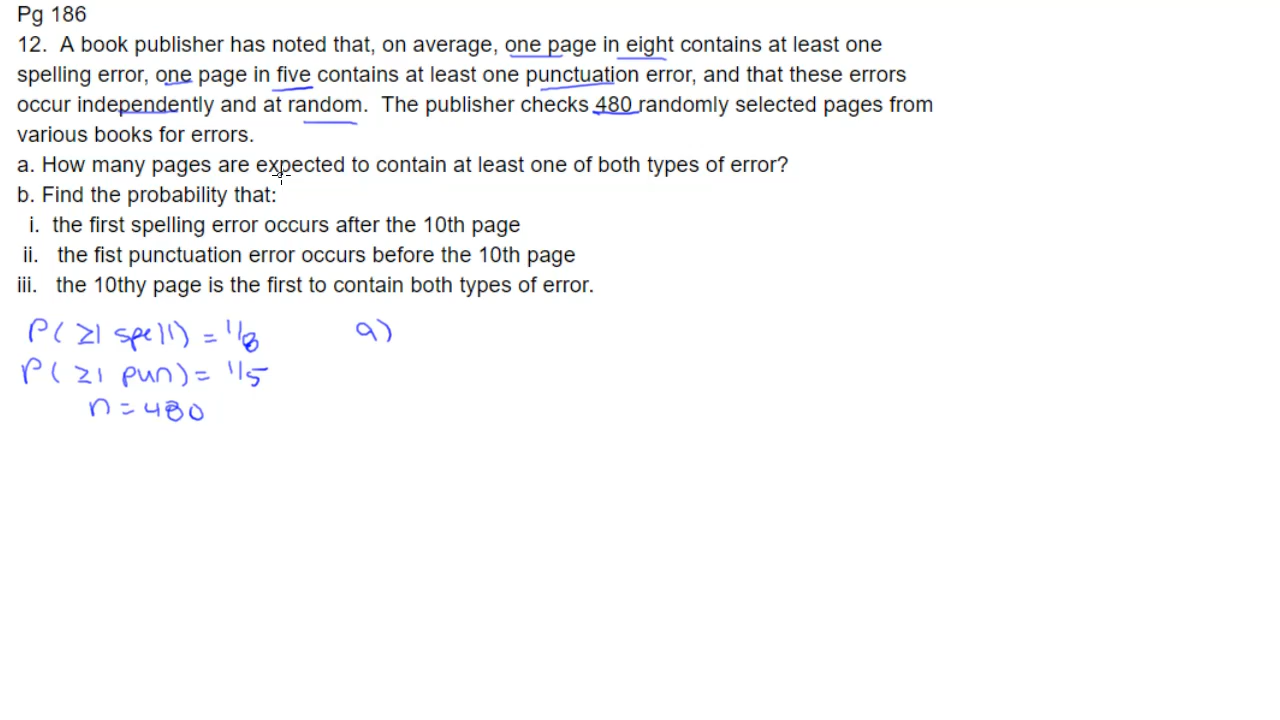 Pg 186
12.  A book publisher has noted that, on average, one page in eight contains at least one
spelling error, one page in five contains at least one punctuation error, and that these errors
occur independently and at random.  The publisher checks 480 randomly selected pages from
various books for errors.
a. How many pages are expected to contain at least one of both types of error?
b. Find the probability that:
i.  the first spelling error occurs after the 10th page
ii.   the fist punctuation error occurs before the 10th page
iii.   the 10thy page is the first to contain both types of error.
P( ≥1 spell) = 1/8
a)
P( ≥1 pun) = 1/5
n = 480